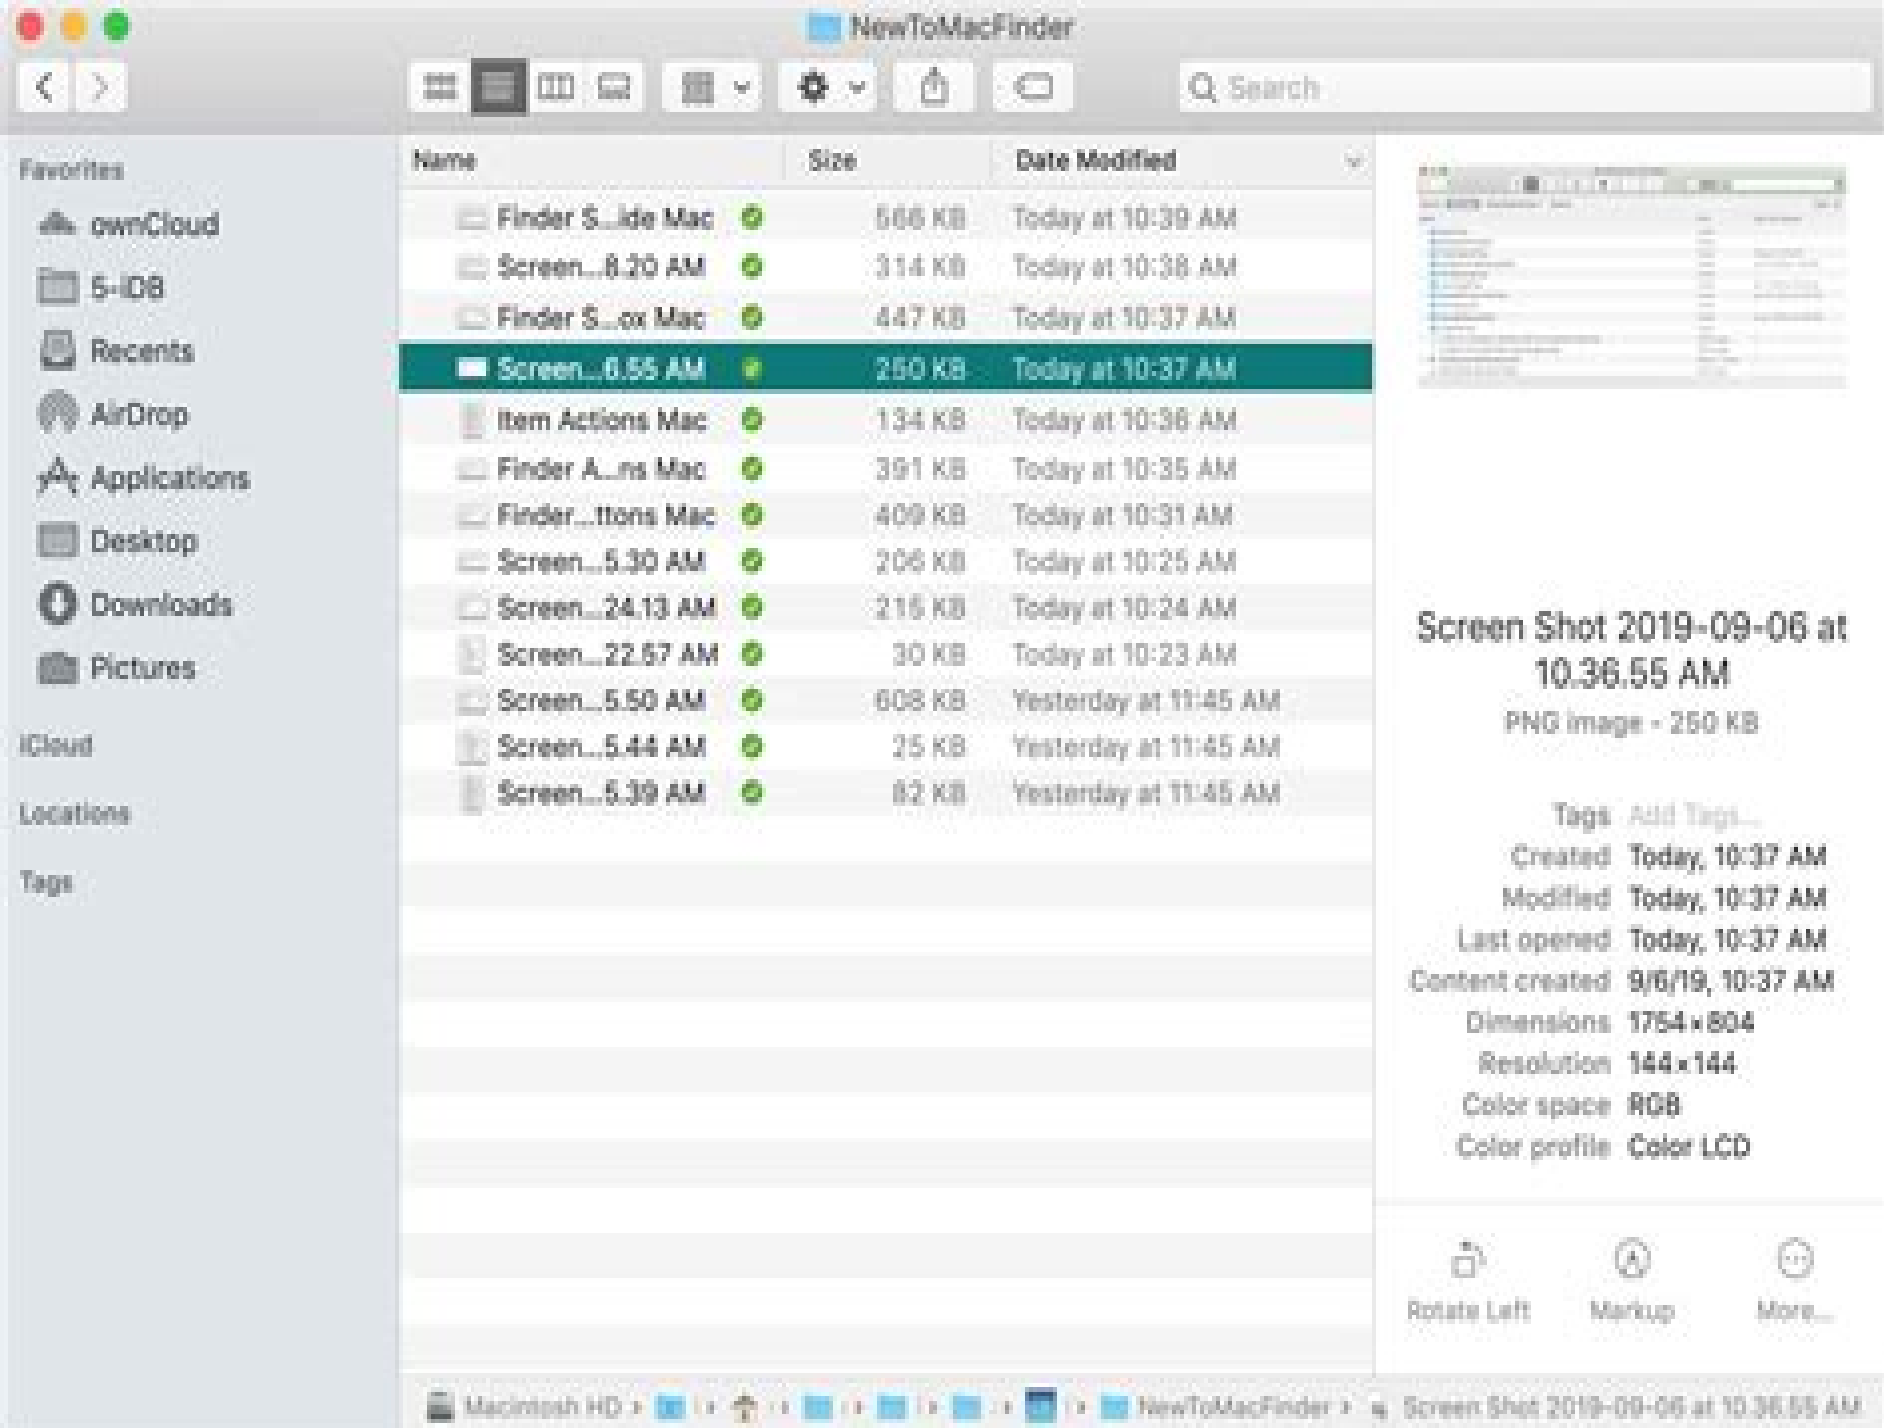 NewToMacFinder
Search
Favorites
ownCloud
5-iDB
Recents
AirDrop
Applications
Desktop
Downloads
Pictures
iCloud
Locations
Tags
Name Size Date Modified
Finder S...ide Mac 566 KB Today at 10:39 AM
Screen...8.20 AM 314 KB Today at 10:38 AM
Finder S...ox Mac 447 KB Today at 10:37 AM
Screen...6.55 AM 250 KB Today at 10:37 AM
Item Actions Mac 134 KB Today at 10:36 AM
Finder A...ns Mac 391 KB Today at 10:35 AM
Finder...ttons Mac 409 KB Today at 10:31 AM
Screen...5.30 AM 206 KB Today at 10:25 AM
Screen...24.13 AM 215 KB Today at 10:24 AM
Screen...22.57 AM 30 KB Today at 10:23 AM
Screen...5.50 AM 608 KB Yesterday at 11:45 AM
Screen...5.44 AM 25 KB Yesterday at 11:45 AM
Screen...5.39 AM 82 KB Yesterday at 11:45 AM
Screen Shot 2019-09-06 at
10.36.55 AM
PNG image - 250 KB
Tags Add Tags...
Created Today, 10:37 AM
Modified Today, 10:37 AM
Last opened Today, 10:37 AM
Content created 9/6/19, 10:37 AM
Dimensions 1754×804
Resolution 144×144
Color space RGB
Color profile Color LCD
Rotate Left
Markup
More...
Macintosh HD › NewToMacFinder › Screen Shot 2019-09-06 at 10.36.55 AM